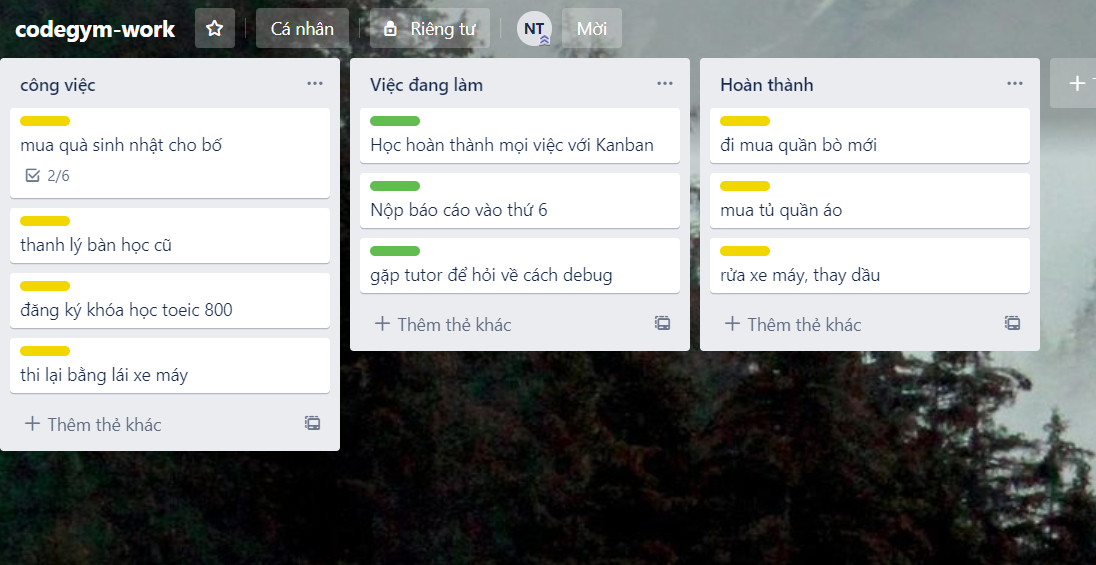 codegym-work
Cá nhân
Riêng tư
NT
Mời
công việc
mua quà sinh nhật cho bố
2/6
thanh lý bàn học cũ
đăng ký khóa học toeic 800
thi lại bằng lái xe máy
+ Thêm thẻ khác
Việc đang làm
Học hoàn thành mọi việc với Kanban
Nộp báo cáo vào thứ 6
gặp tutor để hỏi về cách debug
+ Thêm thẻ khác
Hoàn thành
đi mua quần bò mới
mua tủ quần áo
rửa xe máy, thay dầu
+ Thêm thẻ khác